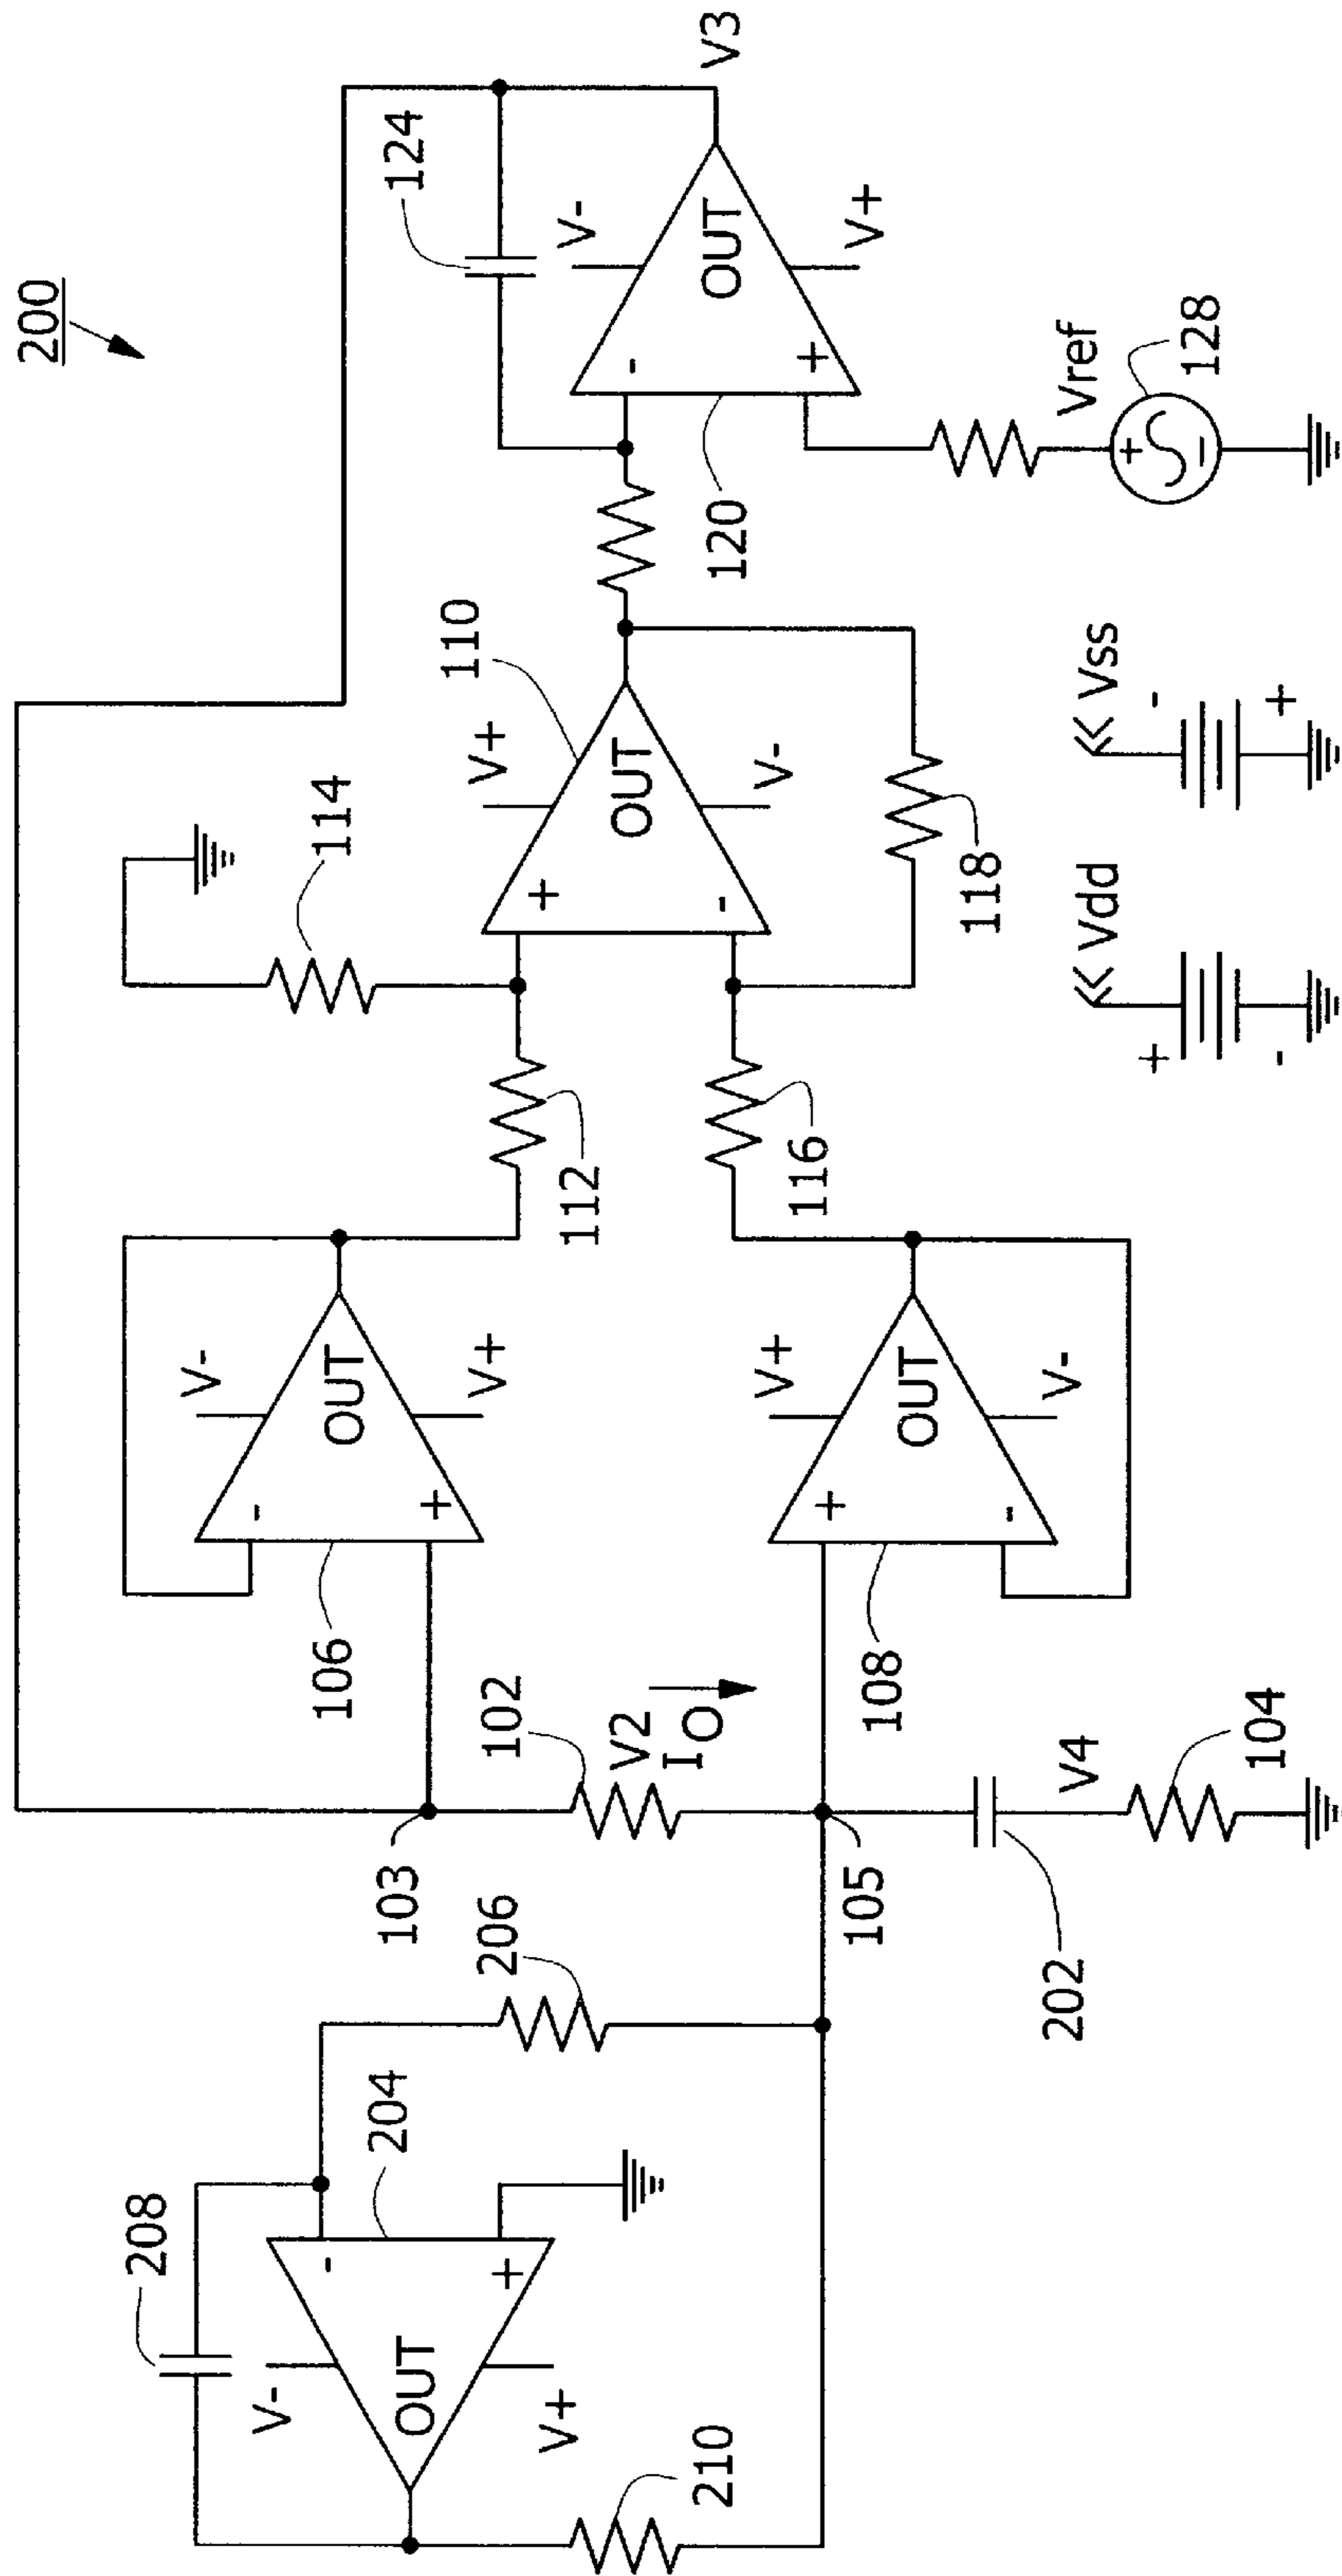 200
208
V-
OUT
-
+
V+
204
210
206
103
105
102
V2
I O
202
V4
104
106
V-
OUT
-
+
V+
108
V+
OUT
+
-
V-
112
116
114
V+
110
OUT
+
-
V-
118
+
Vdd
-
Vss
-
+
124
V-
OUT
-
+
V+
120
V3
Vref
+
-
128